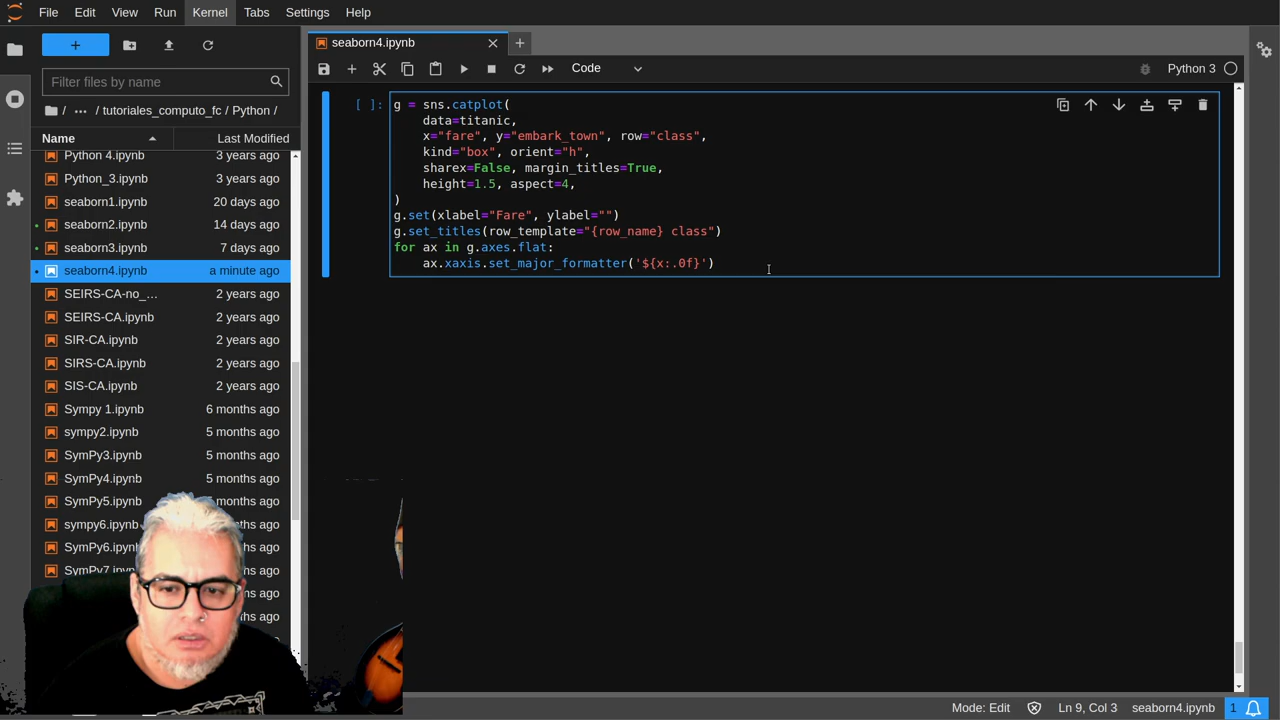 File Edit View Run Kernel Tabs Settings Help
seaborn4.ipynb
Filter files by name
Code
Python 3
/ ... / tutoriales_computo_fc / Python /
Name Last Modified
Python 4.ipynb 3 years ago
Python_3.ipynb 3 years ago
seaborn1.ipynb 20 days ago
seaborn2.ipynb 14 days ago
seaborn3.ipynb 7 days ago
seaborn4.ipynb a minute ago
SEIRS-CA-no_... 2 years ago
SEIRS-CA.ipynb 2 years ago
SIR-CA.ipynb 2 years ago
SIRS-CA.ipynb 2 years ago
SIS-CA.ipynb 2 years ago
Sympy 1.ipynb 6 months ago
sympy2.ipynb 5 months ago
SymPy3.ipynb 5 months ago
SymPy4.ipynb 5 months ago
SymPy5.ipynb months ago
sympy6.ipynb ths ago
SymPy6.ipynb ths ago
SymPy7.ipyn ths ago
hs ago
hs ago
[ ]: g = sns.catplot(
data=titanic,
x="fare", y="embark_town", row="class",
kind="box", orient="h",
sharex=False, margin_titles=True,
height=1.5, aspect=4,
)
g.set(xlabel="Fare", ylabel="")
g.set_titles(row_template="{row_name} class")
for ax in g.axes.flat:
ax.xaxis.set_major_formatter('${x:.0f}')
Mode: Edit Ln 9, Col 3 seaborn4.ipynb 1